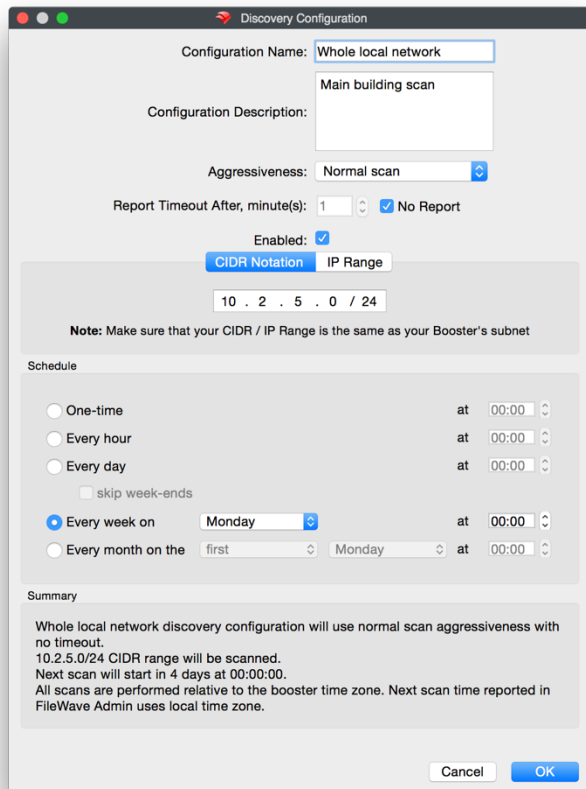 Discovery Configuration
Configuration Name: Whole local network
Configuration Description: Main building scan
Aggressiveness: Normal scan
Report Timeout After, minute(s): 1 No Report
Enabled:
CIDR Notation IP Range
10 . 2 . 5 . 0 / 24
Note: Make sure that your CIDR / IP Range is the same as your Booster's subnet
Schedule
One-time at 00:00
Every hour at 00:00
Every day at 00:00
skip week-ends
Every week on Monday at 00:00
Every month on the first Monday at 00:00
Summary
Whole local network discovery configuration will use normal scan aggressiveness with
no timeout.
10.2.5.0/24 CIDR range will be scanned.
Next scan will start in 4 days at 00:00:00.
All scans are performed relative to the booster time zone. Next scan time reported in
FileWave Admin uses local time zone.
Cancel OK